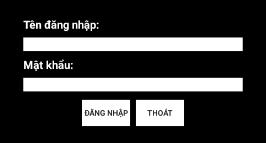 Tên đăng nhập:
Mật khẩu:
ĐĂNG NHẬP THOÁT